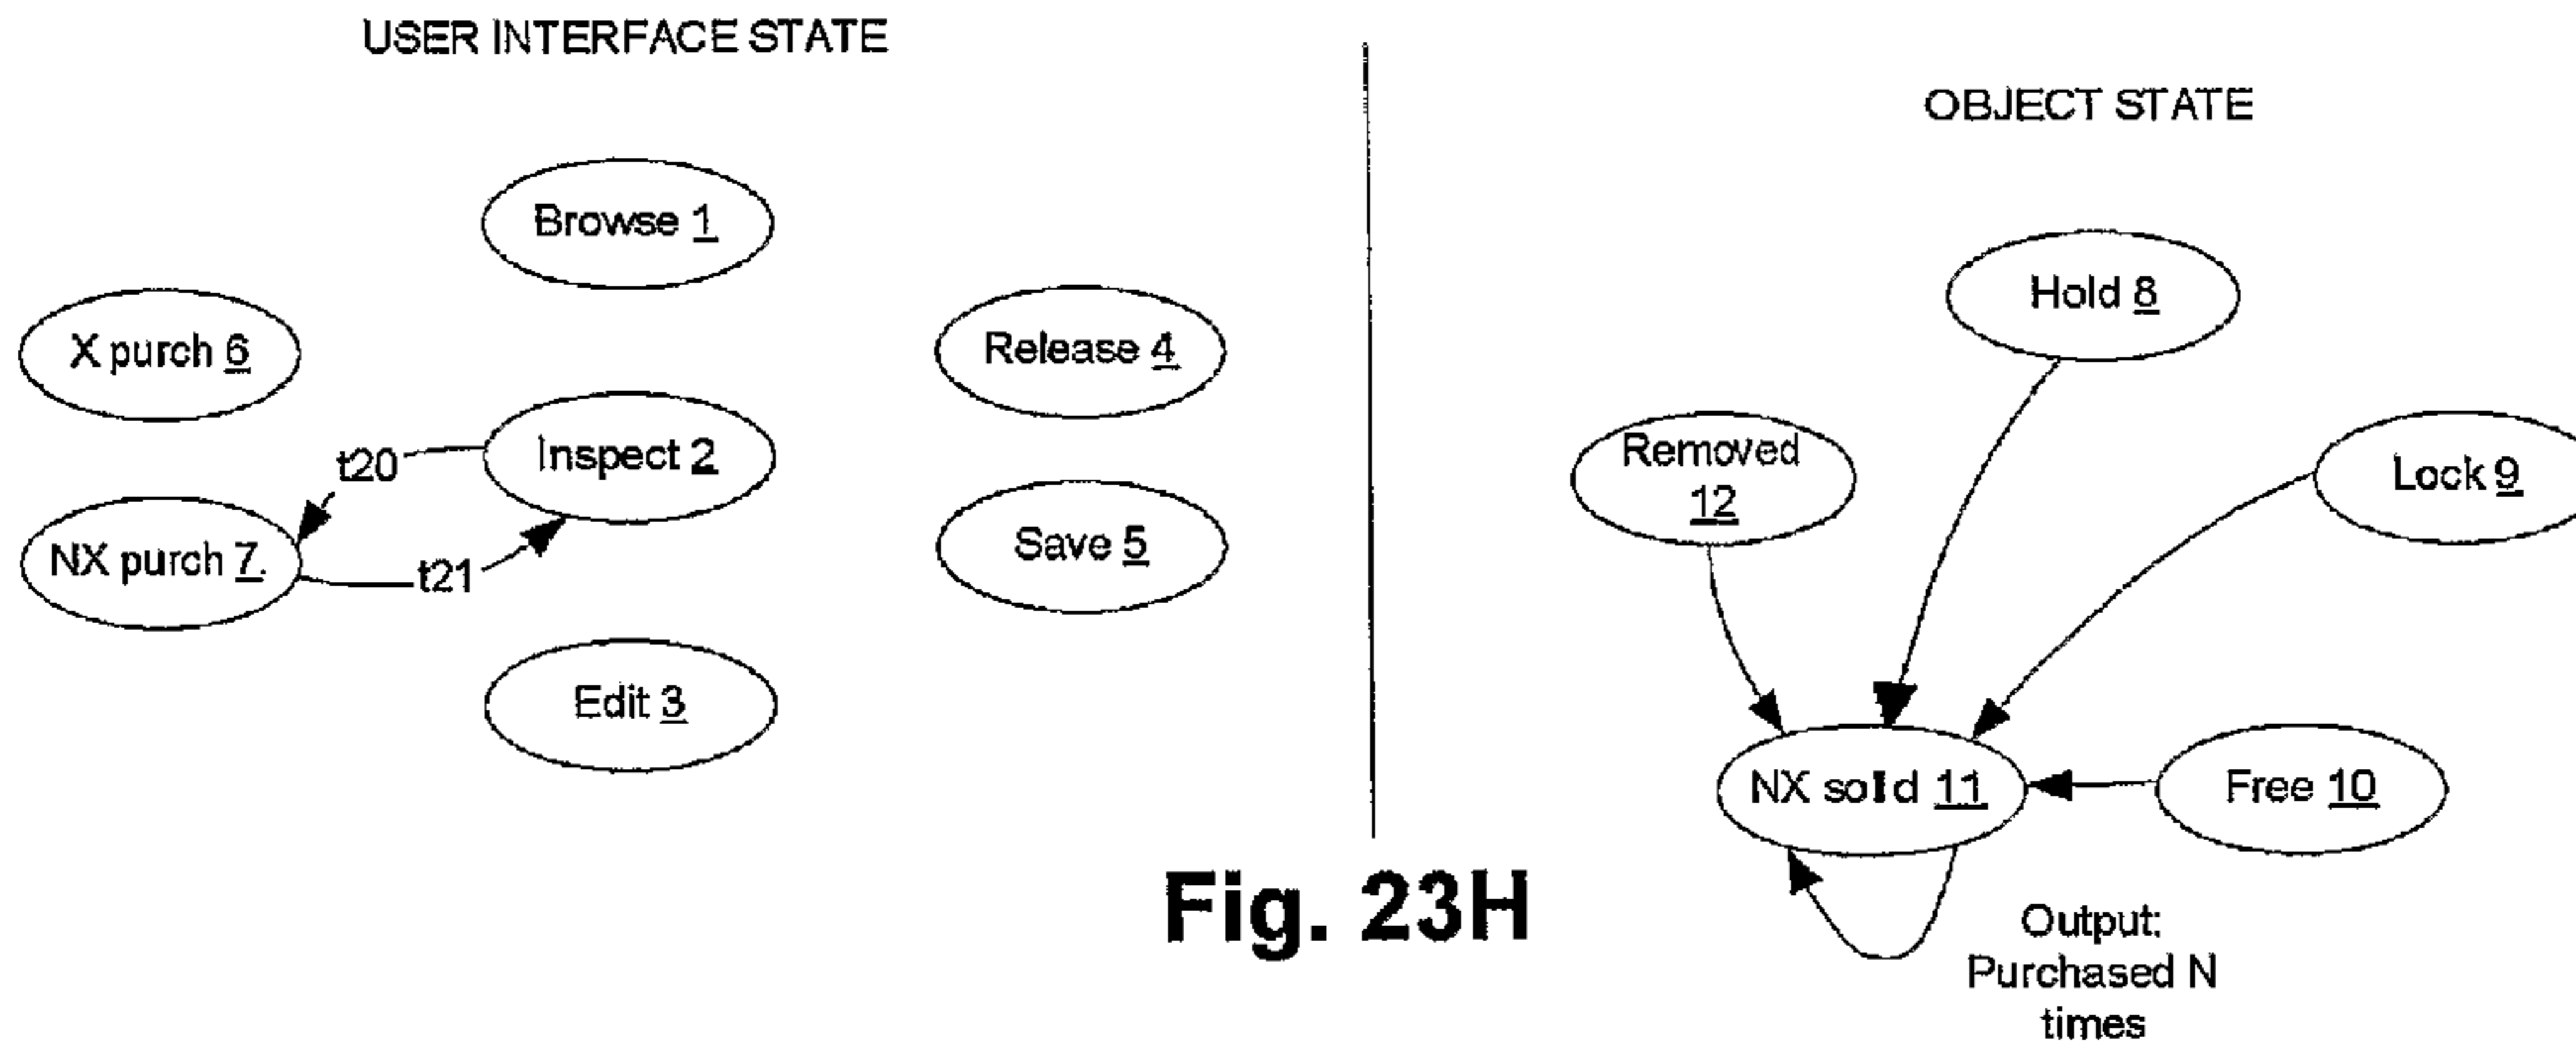 USER INTERFACE STATE
Browse 1
X purch 6
Release 4
Inspect 2
t20
NX purch 7.
t21
Save 5
Edit 3
OBJECT STATE
Hold 8
Removed
12
Lock 9
NX sold 11
Free 10
Output:
Purchased N
times
Fig. 23H